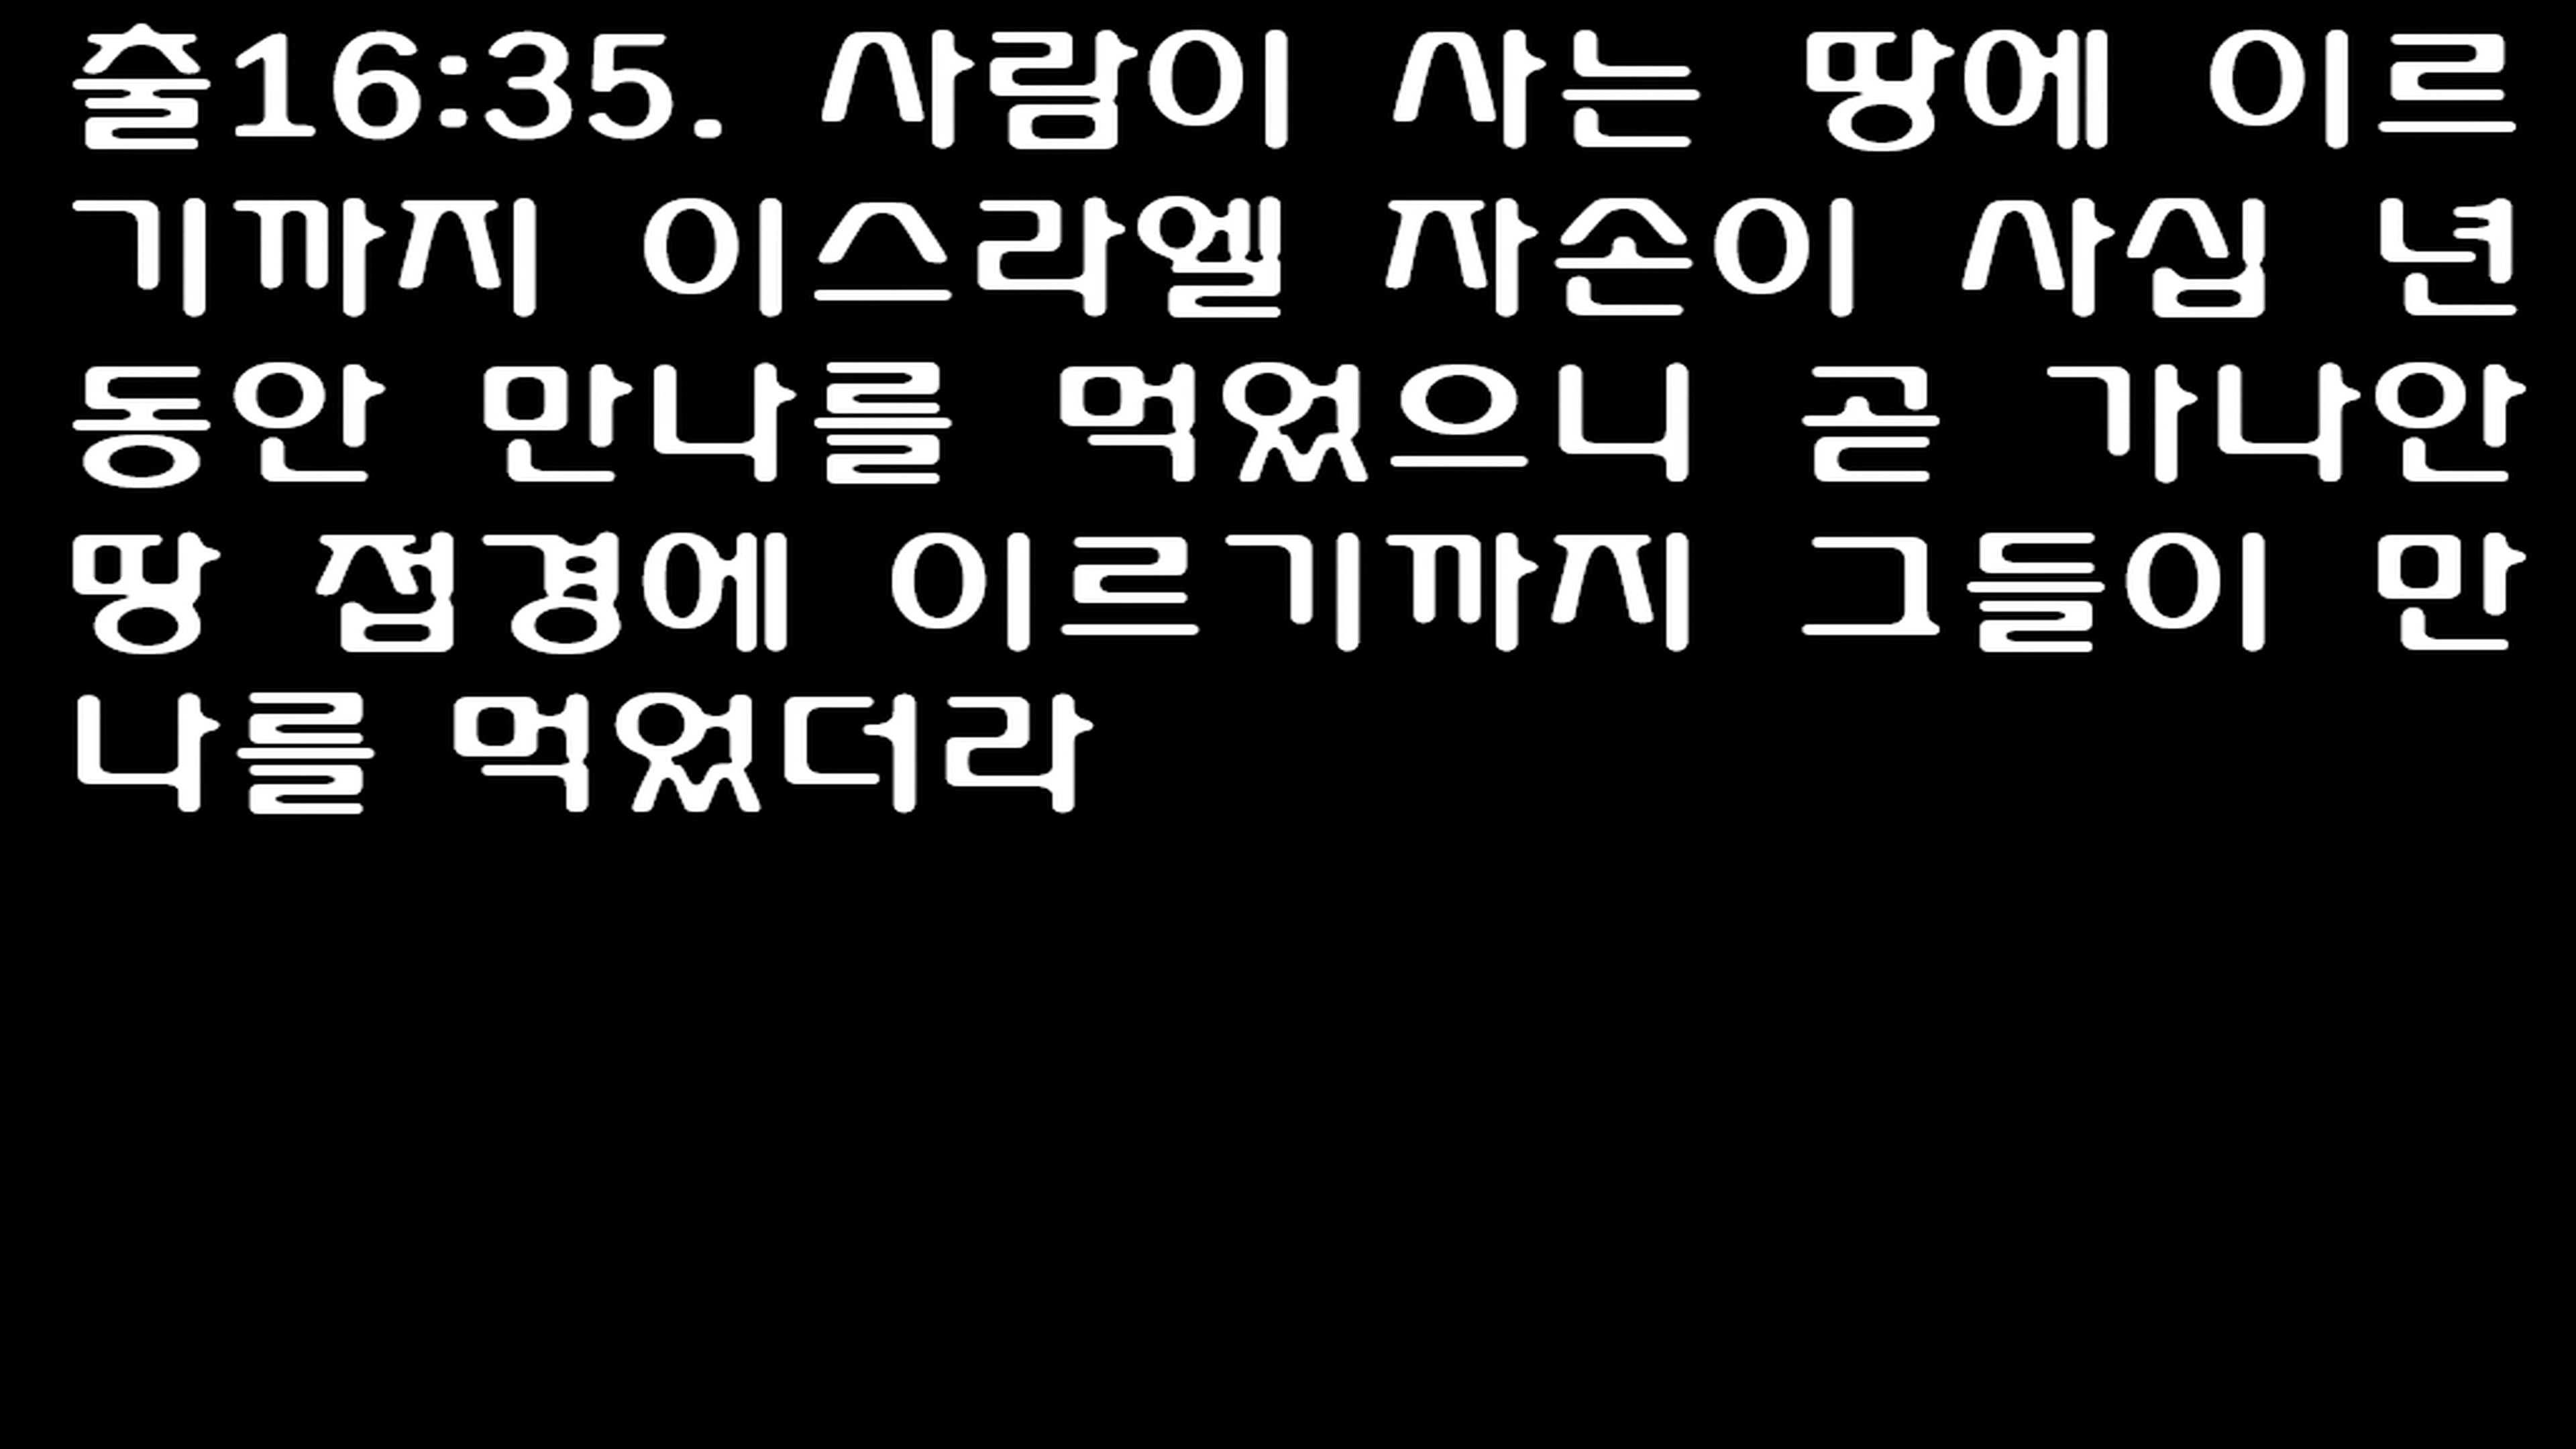 출16:35. 사람이 사는 땅에 이르
기까지 이스라엘 자손이 사십 년
동안 만나를 먹었으니 곧 가나안
땅 접경에 이르기까지 그들이 만
나를 먹었더라